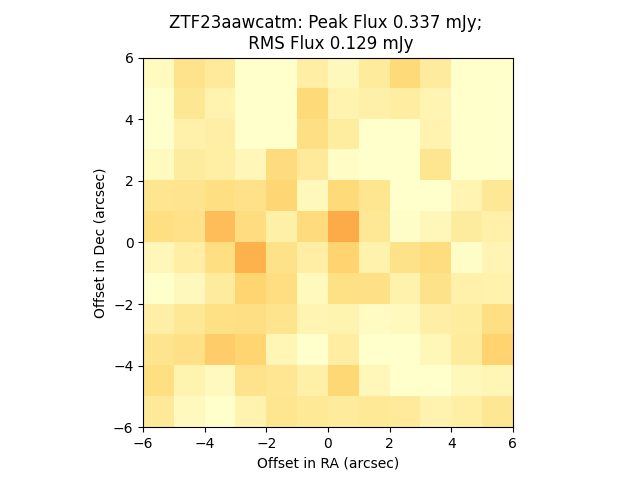 ZTF23aawcatm: Peak Flux 0.337 mJy;
RMS Flux 0.129 mJy
6
4
2
0
−2
−4
−6
Offset in Dec (arcsec)
−6 −4 −2 0 2 4 6
Offset in RA (arcsec)